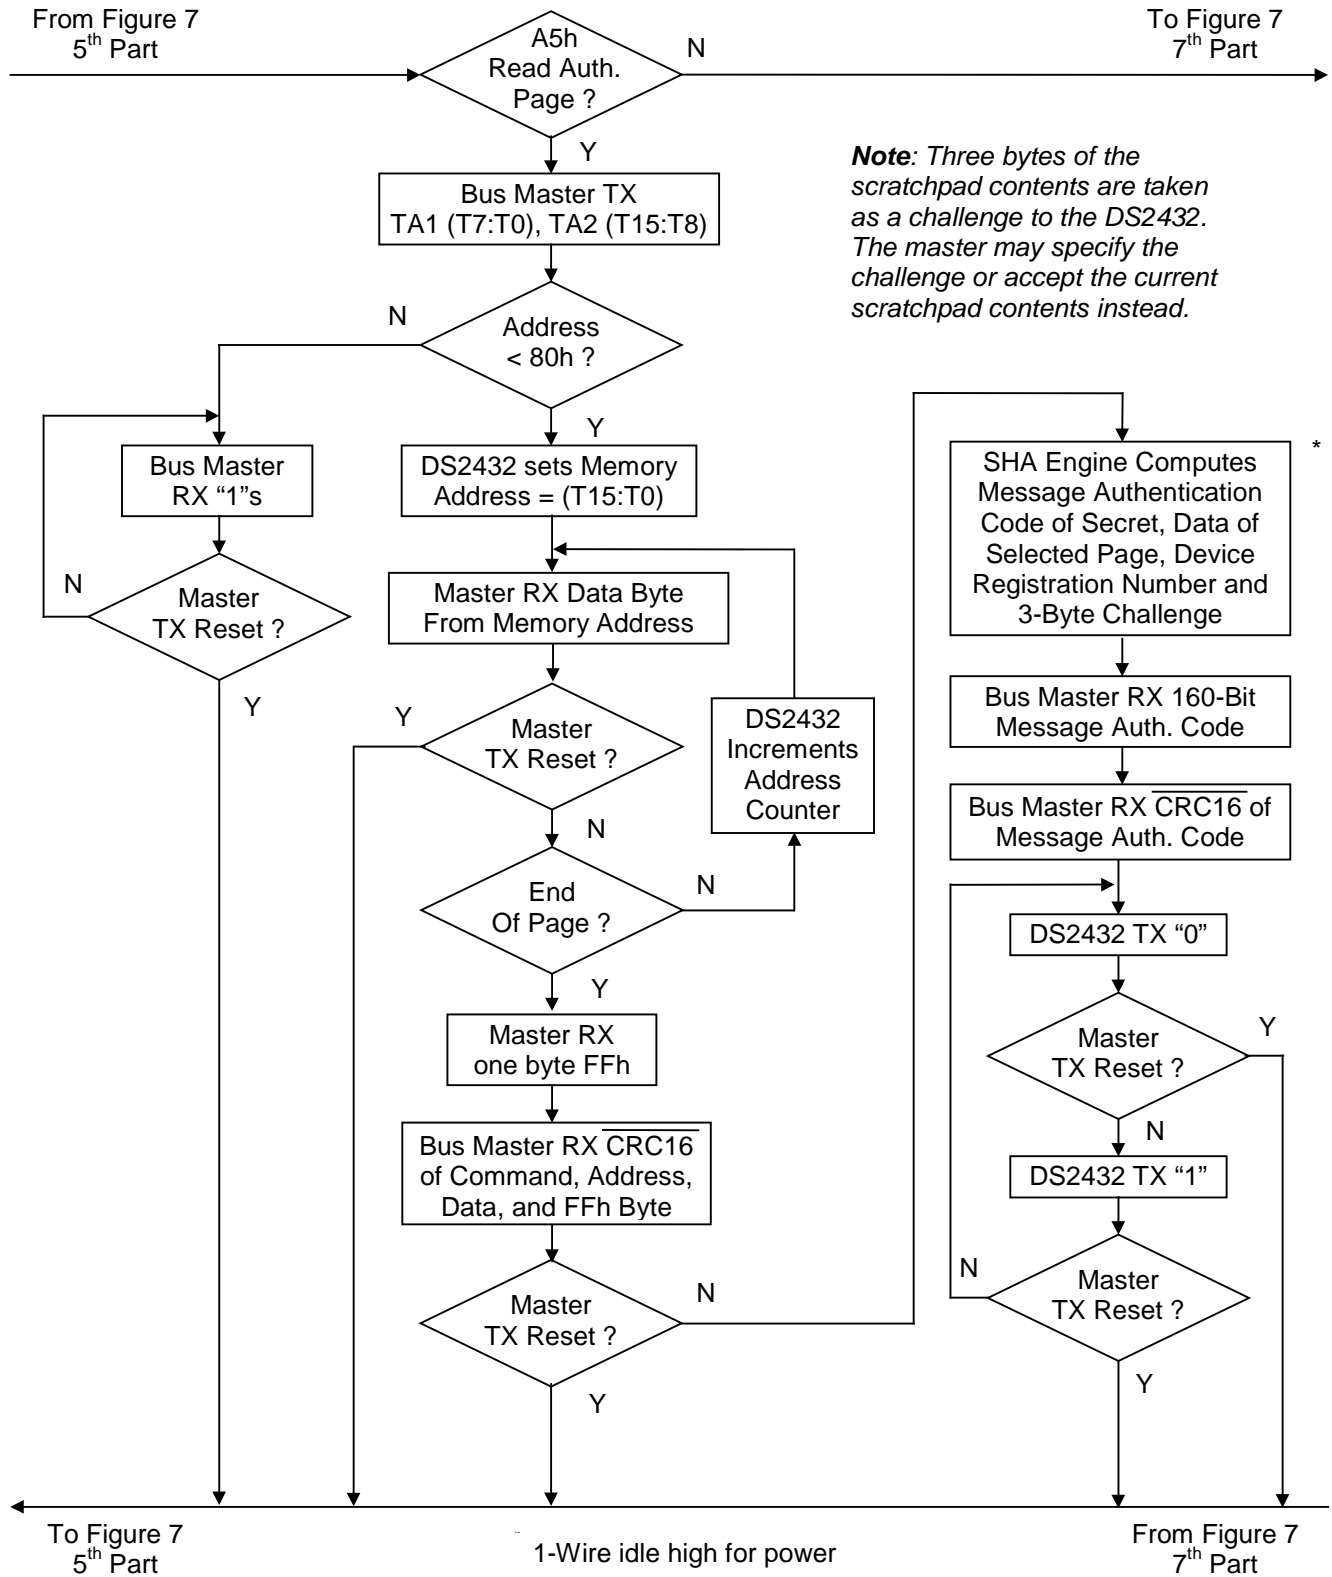 From Figure 7
5th Part
To Figure 7
7th Part
A5h
Read Auth.
Page ?
N
Y
Bus Master TX
TA1 (T7:T0), TA2 (T15:T8)
Note: Three bytes of the
scratchpad contents are taken
as a challenge to the DS2432.
The master may specify the
challenge or accept the current
scratchpad contents instead.
N
Address
< 80h ?
Y
Bus Master
RX “1”s
N
Master
TX Reset ?
Y
DS2432 sets Memory
Address = (T15:T0)
Master RX Data Byte
From Memory Address
Y
Master
TX Reset ?
N
DS2432
Increments
Address
Counter
End
Of Page ?
N
Y
Master RX
one byte FFh
Bus Master RX CRC16
of Command, Address,
Data, and FFh Byte
Master
TX Reset ?
N
Y
*
SHA Engine Computes
Message Authentication
Code of Secret, Data of
Selected Page, Device
Registration Number and
3-Byte Challenge
Bus Master RX 160-Bit
Message Auth. Code
Bus Master RX CRC16 of
Message Auth. Code
DS2432 TX “0”
Master
TX Reset ?
Y
N
DS2432 TX “1”
N
Master
TX Reset ?
Y
To Figure 7
5th Part
1-Wire idle high for power
From Figure 7
7th Part